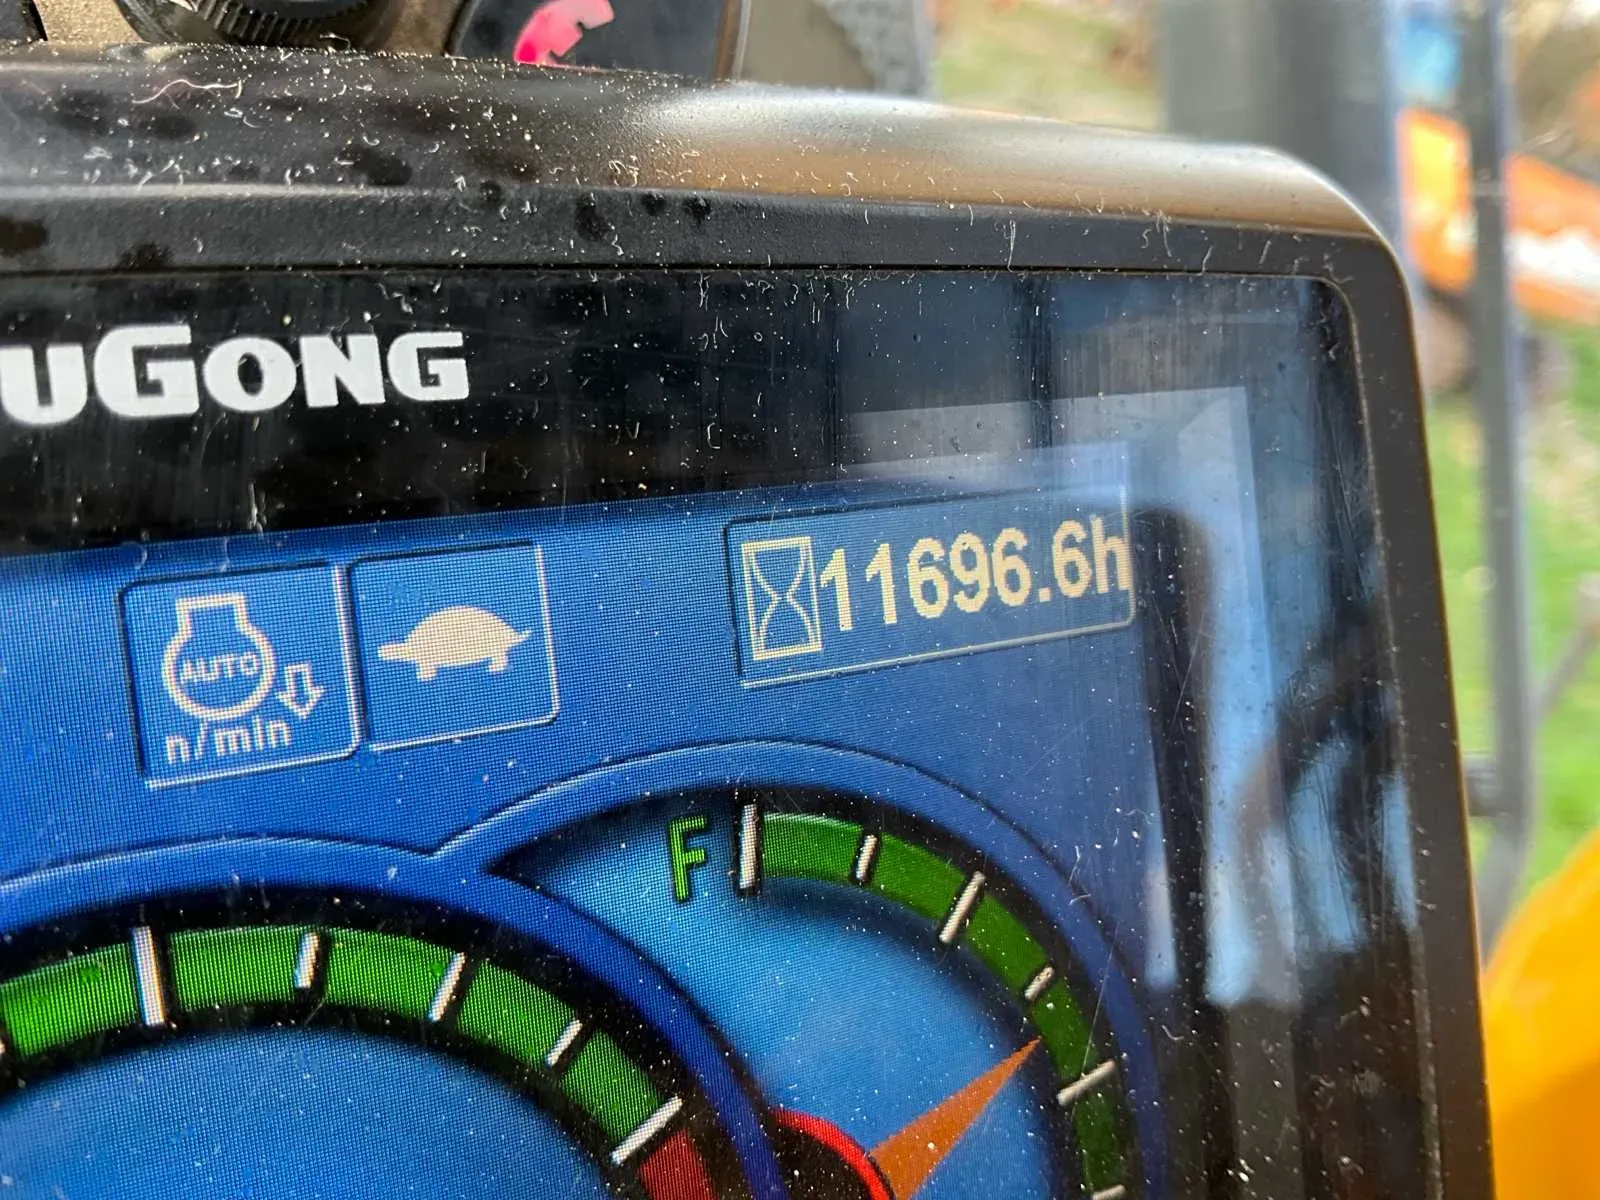 uGONG
AUTO
n/min
11696.6h
F